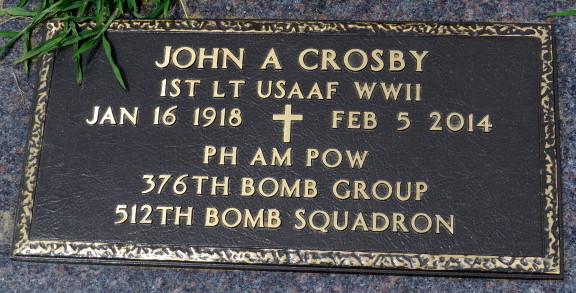 JOHN A CROSBY
1ST LT USAAF WWII
JAN 16 1918 FEB 5 2014
PH AM POW
376TH BOMB GROUP
512TH BOMB SQUADRON